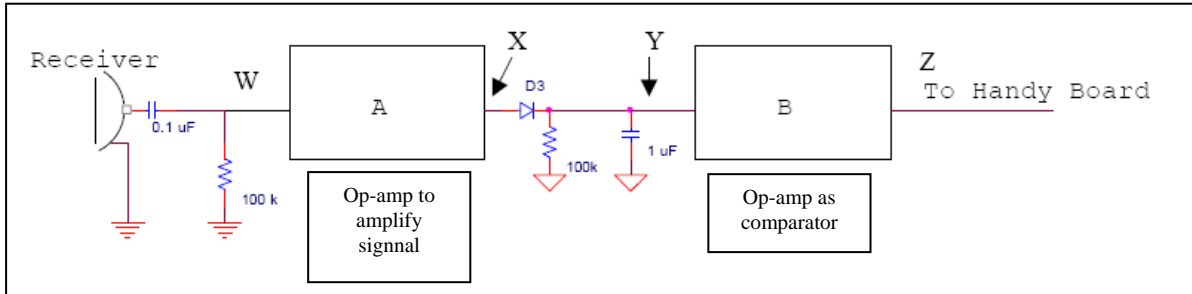 Receiver
W
X
Y
Z
To Handy Board
D3
A
B
0.1 uF
100 k
100k
1 uF
Op-amp to
amplify
signnal
Op-amp as
comparator